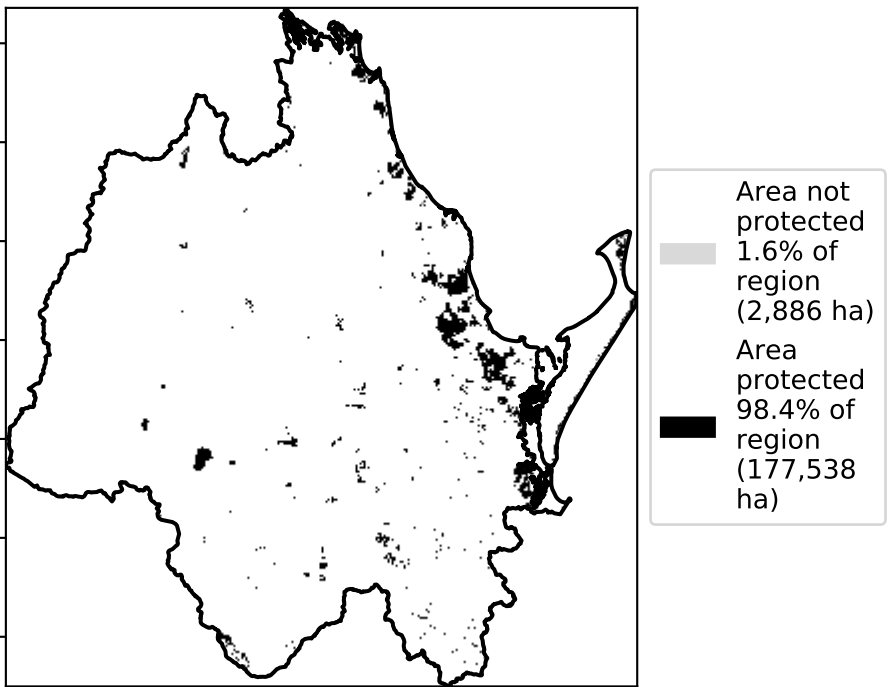 Area not
protected
1.6% of
region
(2,886 ha)
Area
protected
98.4% of
region
(177,538
ha)